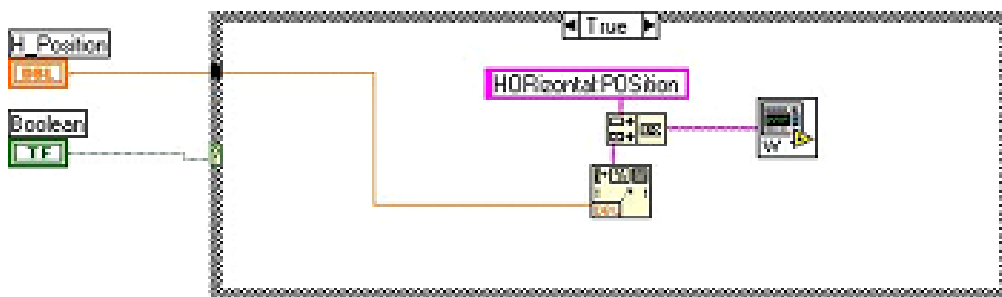 True
H_Position
DBL
HORizontal:POSition
Boolean
TF
W